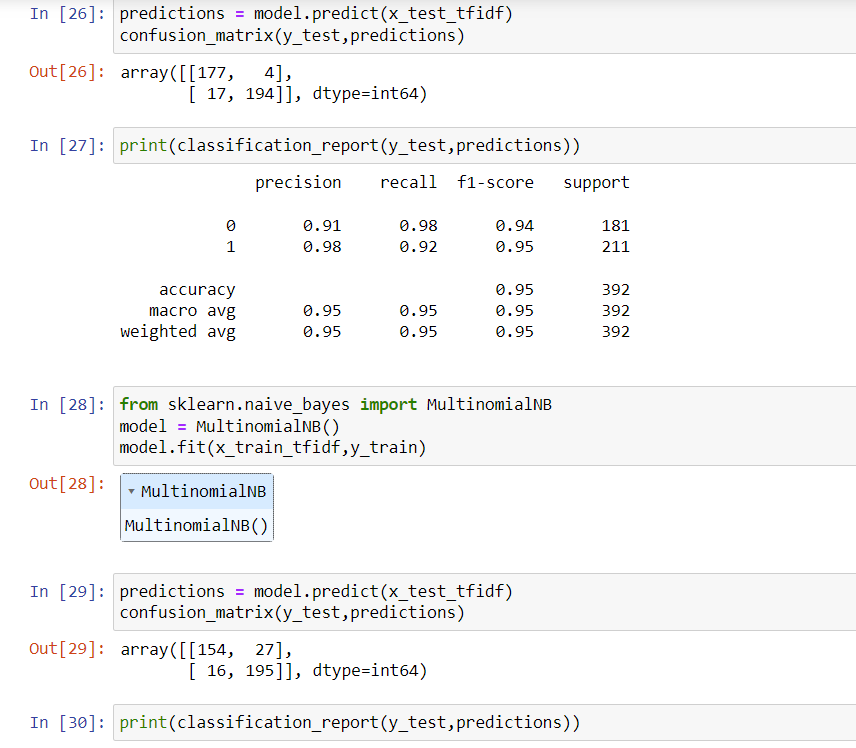 In [26]: predictions = model.predict(x_test_tfidf)
confusion_matrix(y_test,predictions)
Out[26]: array([[177,   4],
       [ 17, 194]], dtype=int64)
In [27]: print(classification_report(y_test,predictions))
              precision    recall  f1-score   support
           0       0.91      0.98      0.94       181
           1       0.98      0.92      0.95       211
    accuracy                           0.95       392
   macro avg       0.95      0.95      0.95       392
weighted avg       0.95      0.95      0.95       392
In [28]: from sklearn.naive_bayes import MultinomialNB
model = MultinomialNB()
model.fit(x_train_tfidf,y_train)
Out[28]: ▾ MultinomialNB
MultinomialNB()
In [29]: predictions = model.predict(x_test_tfidf)
confusion_matrix(y_test,predictions)
Out[29]: array([[154,  27],
       [ 16, 195]], dtype=int64)
In [30]: print(classification_report(y_test,predictions))